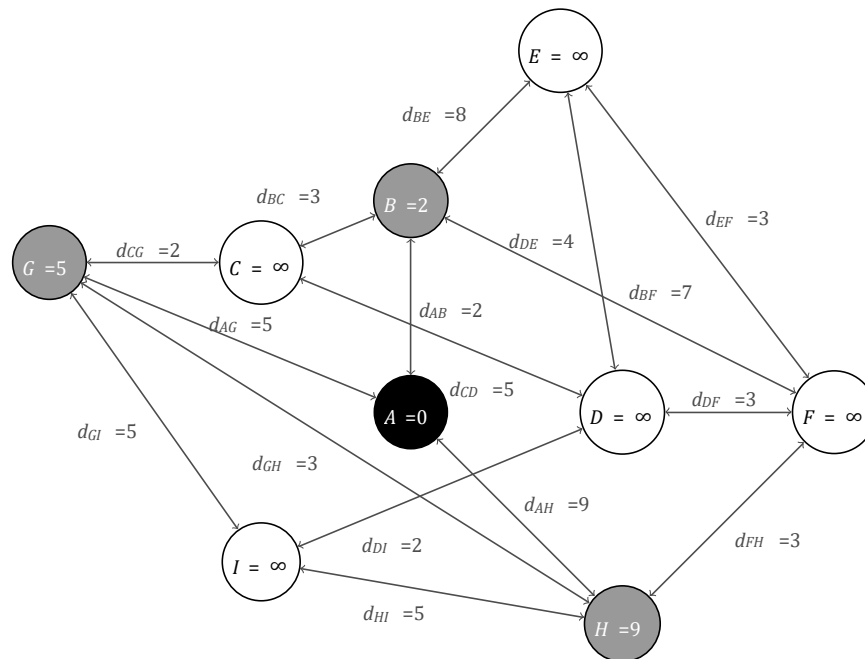 E = ∞
d_BE =8
d_BC =3
B =2
d_EF =3
d_CG =2
d_DE =4
G =5
C = ∞
d_BF =7
d_AG =5
d_AB =2
d_CD =5
d_DF =3
A =0
D = ∞
F = ∞
d_GI =5
d_GH =3
d_AH =9
d_DI =2
d_FH =3
I = ∞
d_HI =5
H =9